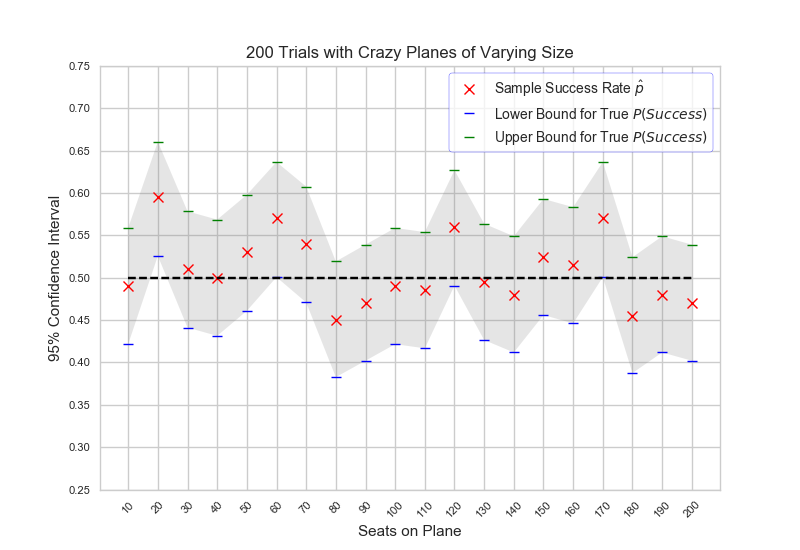 200 Trials with Crazy Planes of Varying Size
Sample Success Rate p̂
Lower Bound for True P(Success)
Upper Bound for True P(Success)
95% Confidence Interval
0.75
0.70
0.65
0.60
0.55
0.50
0.45
0.40
0.35
0.30
0.25
10 20 30 40 50 60 70 80 90 100 110 120 130 140 150 160 170 180 190 200
Seats on Plane